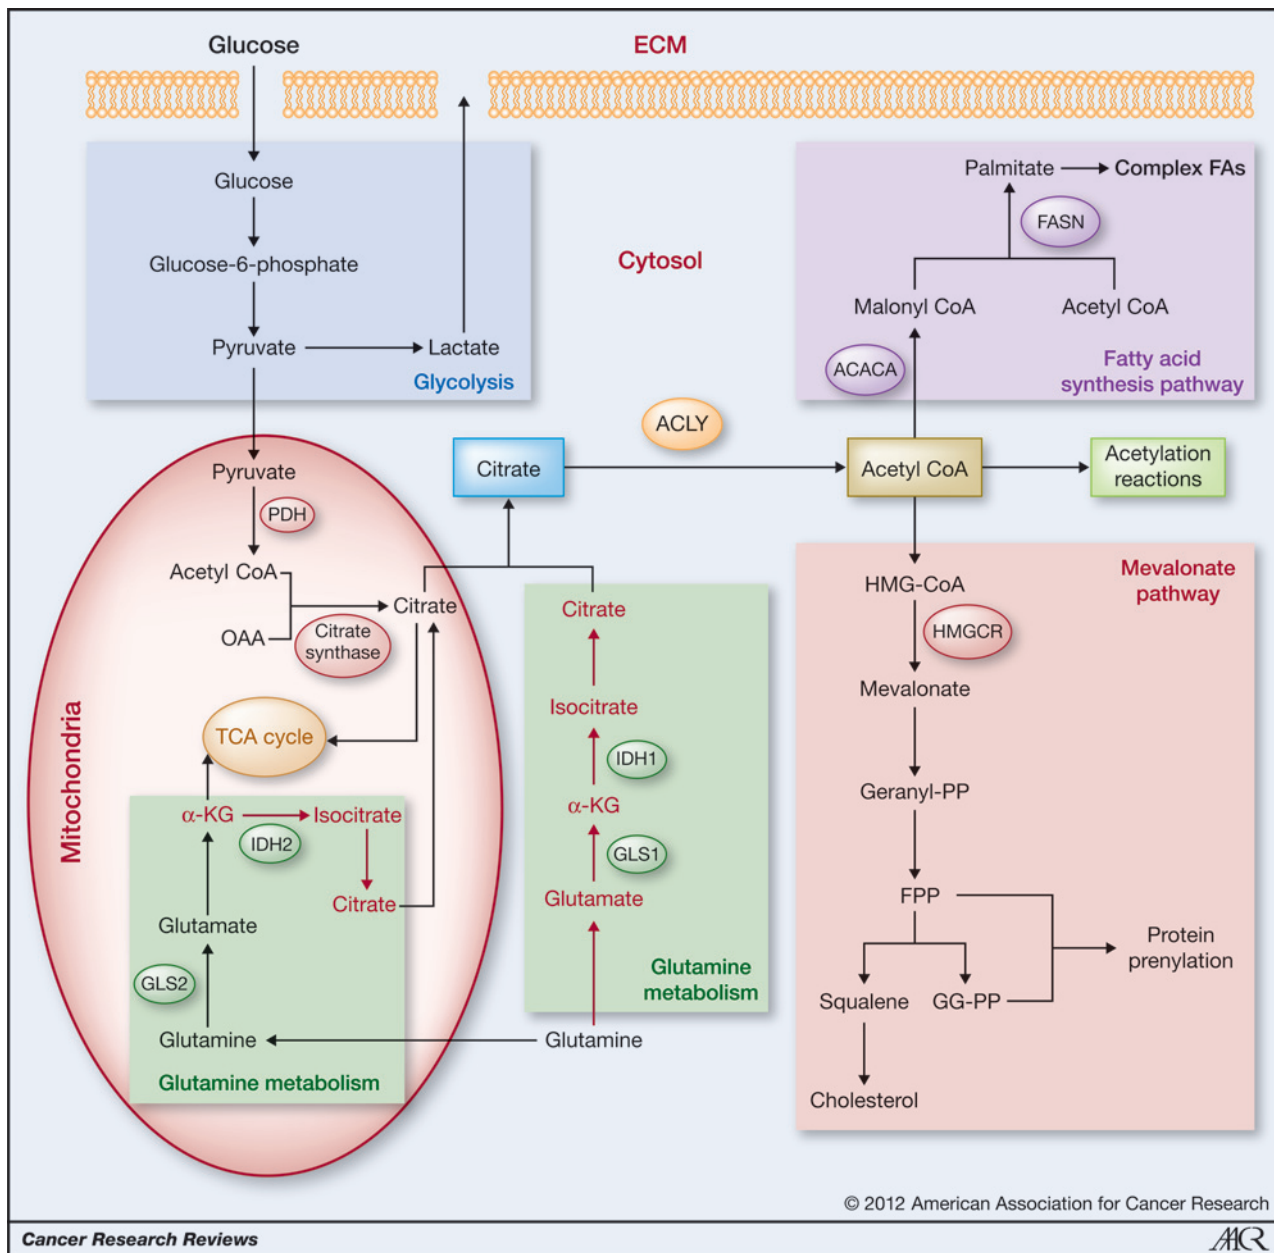 Glucose
ECM
Glucose
Glucose-6-phosphate
Pyruvate
Lactate
Glycolysis
Cytosol
Palmitate
Complex FAs
FASN
Malonyl CoA
Acetyl CoA
ACACA
Fatty acid
synthesis pathway
ACLY
Citrate
Acetyl CoA
Acetylation
reactions
Mitochondria
Pyruvate
PDH
Acetyl CoA
OAA
Citrate
synthase
Citrate
TCA cycle
α-KG
IDH2
Isocitrate
Citrate
Glutamate
GLS2
Glutamine
Glutamine metabolism
Citrate
Isocitrate
IDH1
α-KG
GLS1
Glutamate
Glutamine
metabolism
Glutamine
Mevalonate
pathway
HMG-CoA
HMGCR
Mevalonate
Geranyl-PP
FPP
Protein
prenylation
Squalene
GG-PP
Cholesterol
© 2012 American Association for Cancer Research
Cancer Research Reviews
AACR